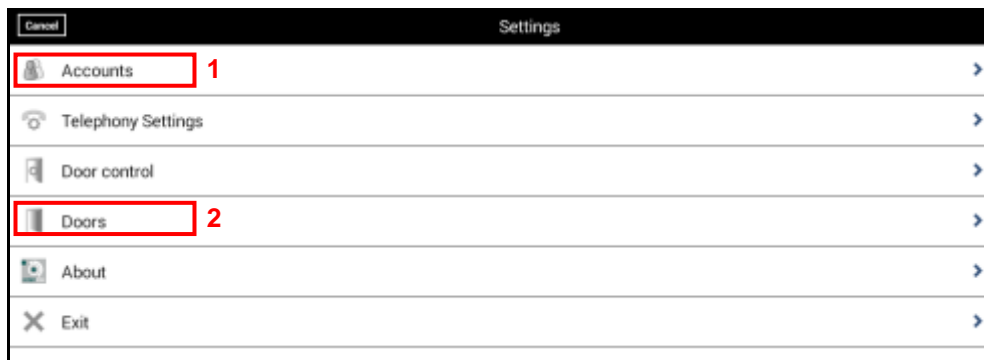 Cancel Settings
Accounts 1
Telephony Settings
Door control
Doors 2
About
Exit